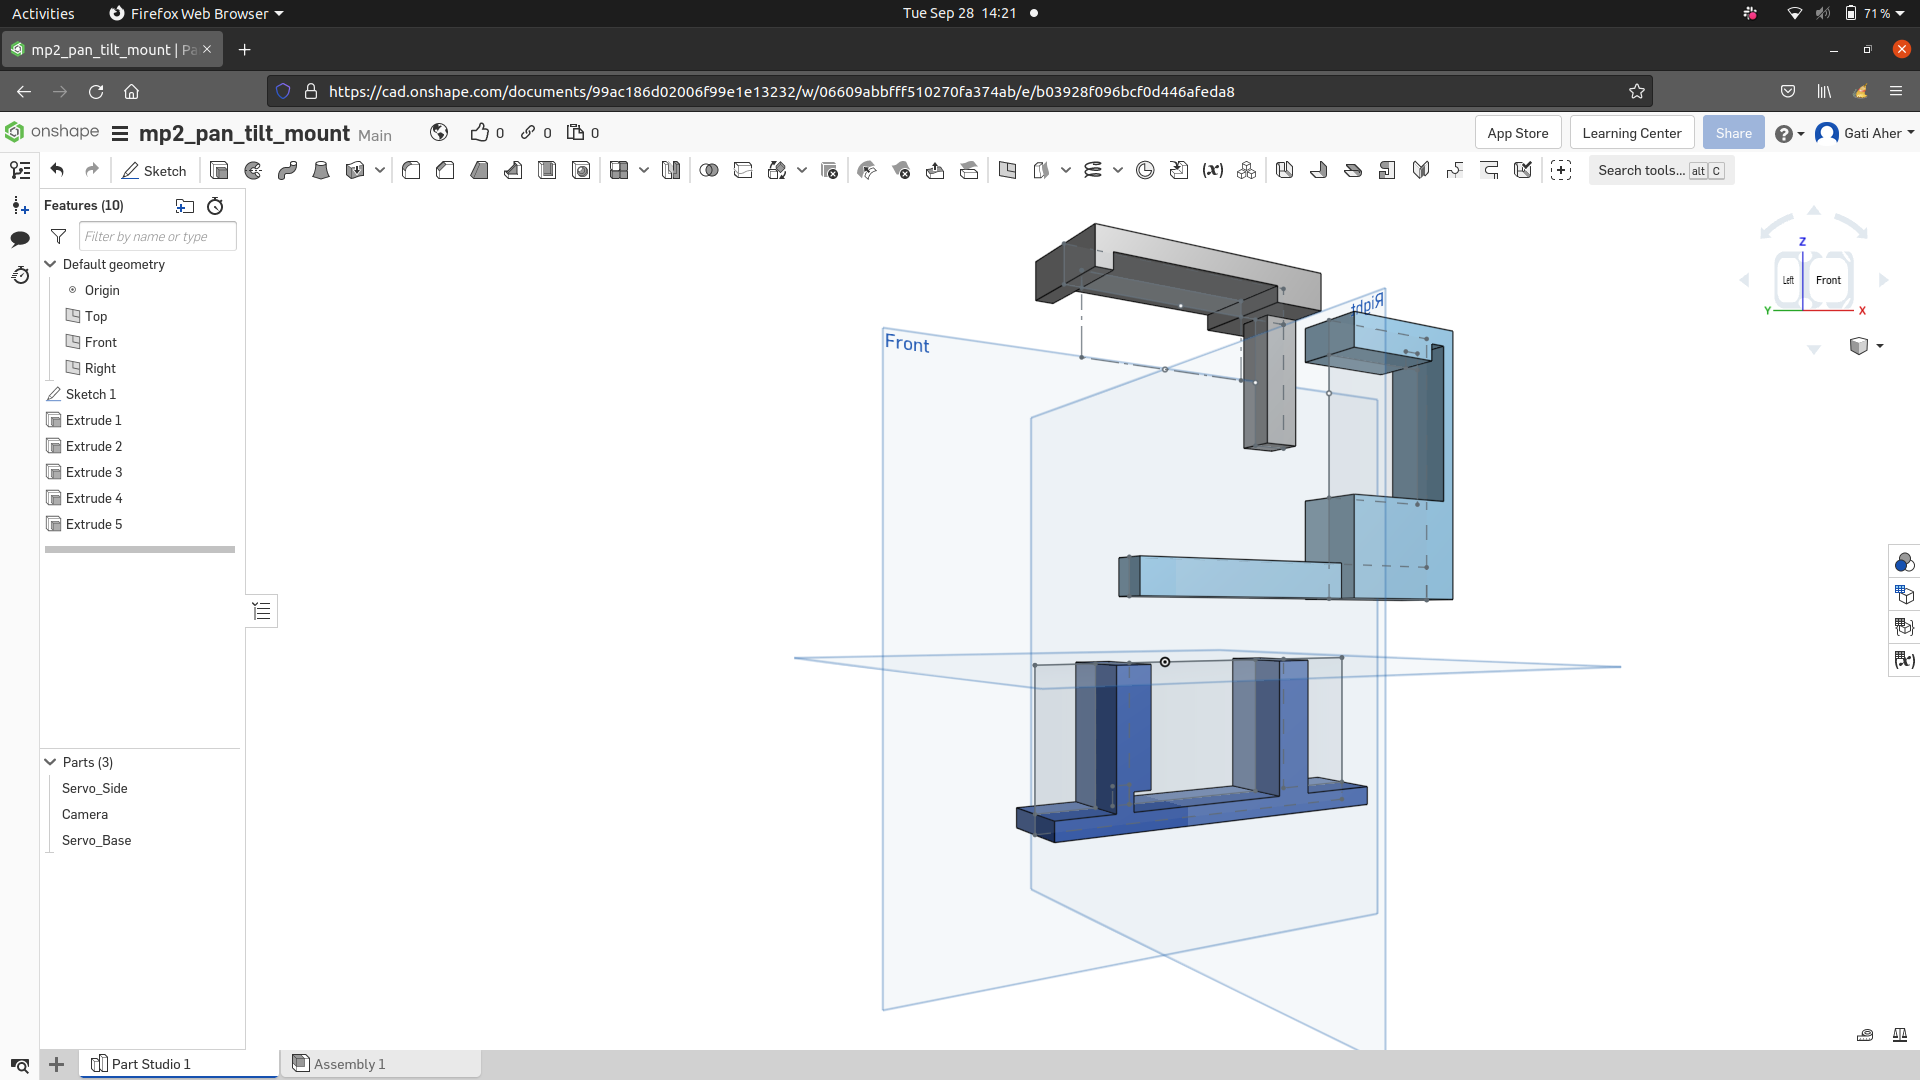 Activities Firefox Web Browser Tue Sep 28 14:21 71%
mp2_pan_tilt_mount | Pa
https://cad.onshape.com/documents/99ac186d02006f99e1e13232/w/06609abbfff510270fa374ab/e/b03928f096bcf0d446afeda8
onshape mp2_pan_tilt_mount Main 0 0 0 App Store Learning Center Share Gati Aher
Sketch (x) Search tools... alt C
Features (10)
Filter by name or type
Default geometry
Origin
Top
Front
Right
Sketch 1
Extrude 1
Extrude 2
Extrude 3
Extrude 4
Extrude 5
Parts (3)
Servo_Side
Camera
Servo_Base
Front
Right
Z
Left Front
Y X
(x)
Part Studio 1 Assembly 1